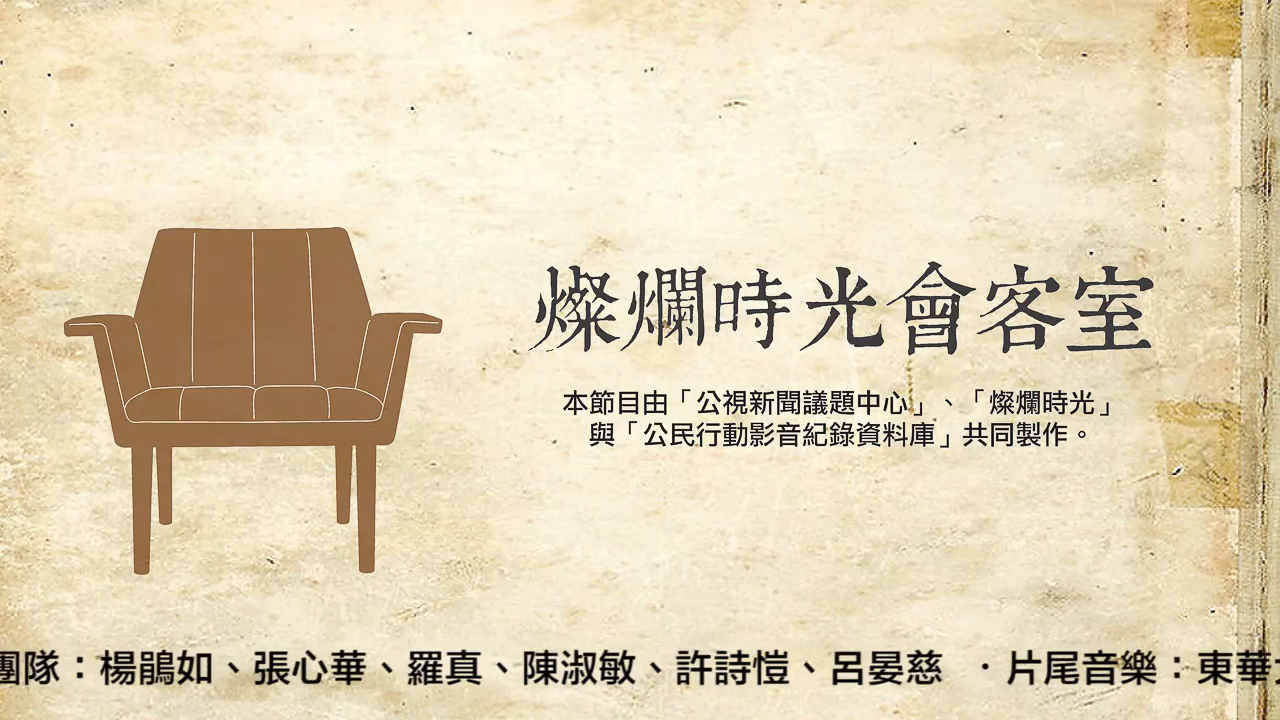 燦爛時光會客室
本節目由「公視新聞議題中心」、「燦爛時光」
與「公民行動影音紀錄資料庫」共同製作。
團隊：楊鵑如、張心華、羅真、陳淑敏、許詩愷、呂晏慈 ·片尾音樂：東華